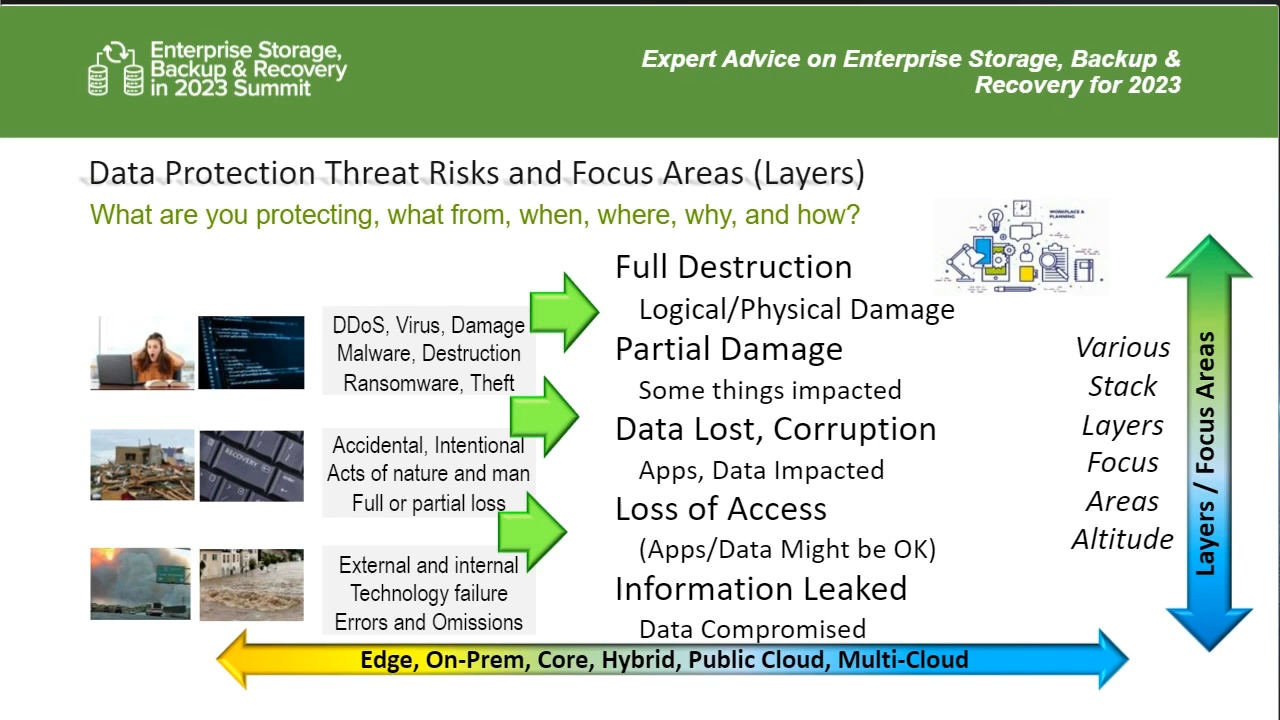 Enterprise Storage,
Backup & Recovery
in 2023 Summit
Expert Advice on Enterprise Storage, Backup &
Recovery for 2023
Data Protection Threat Risks and Focus Areas (Layers)
What are you protecting, what from, when, where, why, and how?
WORKPLACE &
PLANNING
DDoS, Virus, Damage
Malware, Destruction
Ransomware, Theft
Accidental, Intentional
Acts of nature and man
Full or partial loss
RECOVERY
External and internal
Technology failure
Errors and Omissions
Full Destruction
Logical/Physical Damage
Partial Damage
Some things impacted
Data Lost, Corruption
Apps, Data Impacted
Loss of Access
(Apps/Data Might be OK)
Information Leaked
Data Compromised
Various
Stack
Layers
Focus
Areas
Altitude
Layers / Focus Areas
Edge, On-Prem, Core, Hybrid, Public Cloud, Multi-Cloud